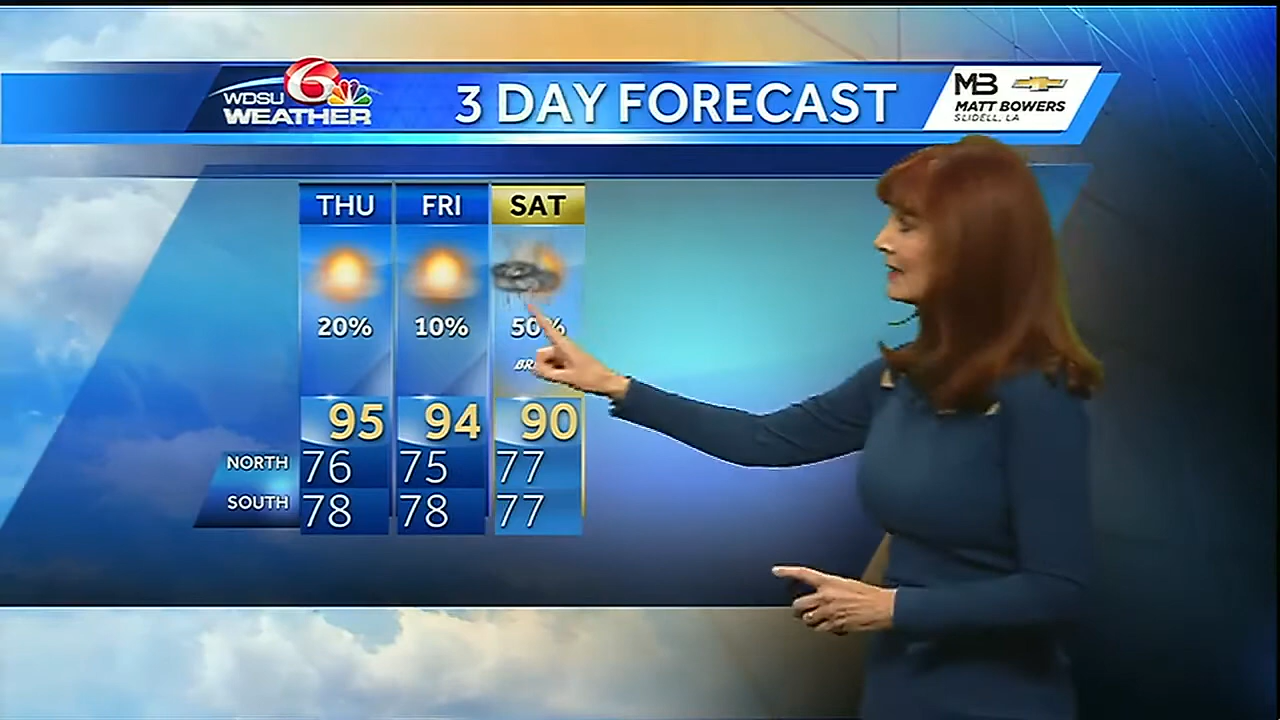 WDSU 6
WEATHER
3 DAY FORECAST
MB
MATT BOWERS
SLIDELL, LA
THU FRI SAT
20% 10% 50%
95 94 90
NORTH 76 75 77
SOUTH 78 78 77